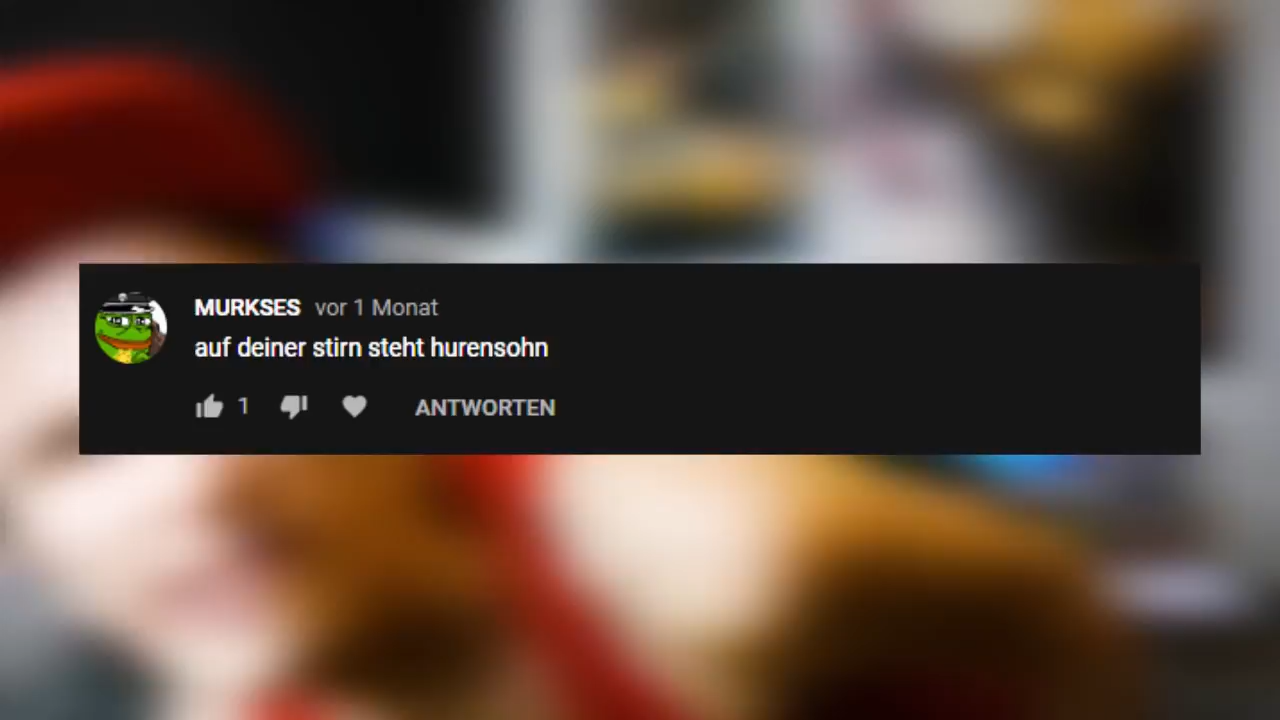 MURKSES vor 1 Monat
auf deiner stirn steht hurensohn
1 ANTWORTEN